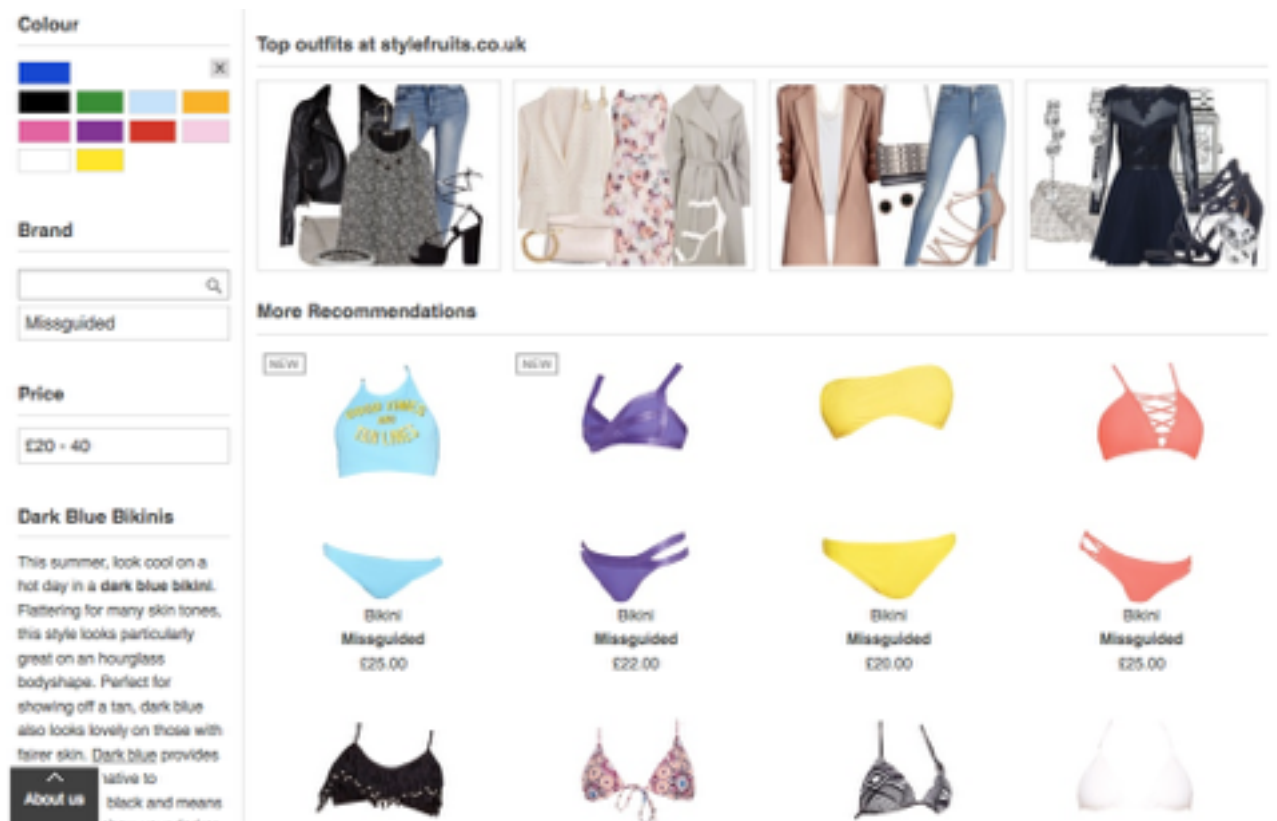 Colour
Brand
Missguided
Price
£20 - 40
Dark Blue Bikinis
This summer, look cool on a
hot day in a dark blue bikini.
Flattering for many skin tones,
this style looks particularly
great on an hourglass
bodyshape. Perfect for
showing off a tan, dark blue
also looks lovely on those with
fairer skin. Dark blue provides
native to
black and means
About us
Top outfits at stylefruits.co.uk
More Recommendations
NEW
NEW
Bikini
Missguided
£25.00
Bikini
Missguided
£22.00
Bikini
Missguided
£20.00
Bikini
Missguided
£25.00